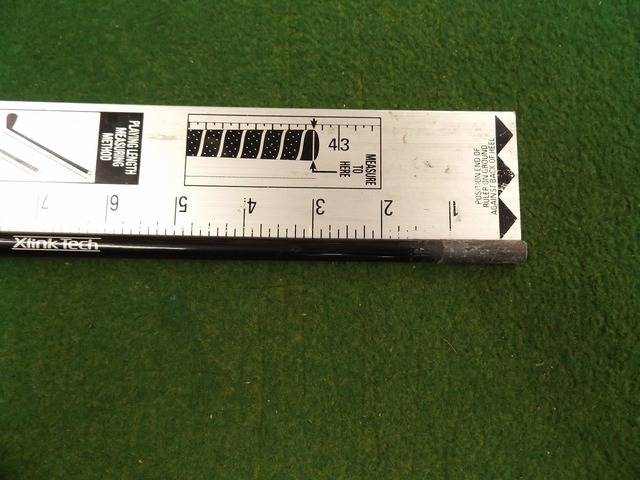 PLAYING LENGTH
MEASURING
METHOD
43
MEASURE
TO
HERE
POSITION END OF
RULER ON GROUND
AGAINST BACK OF HEEL
7 6 5 4 3 2 1
Xlink Tech